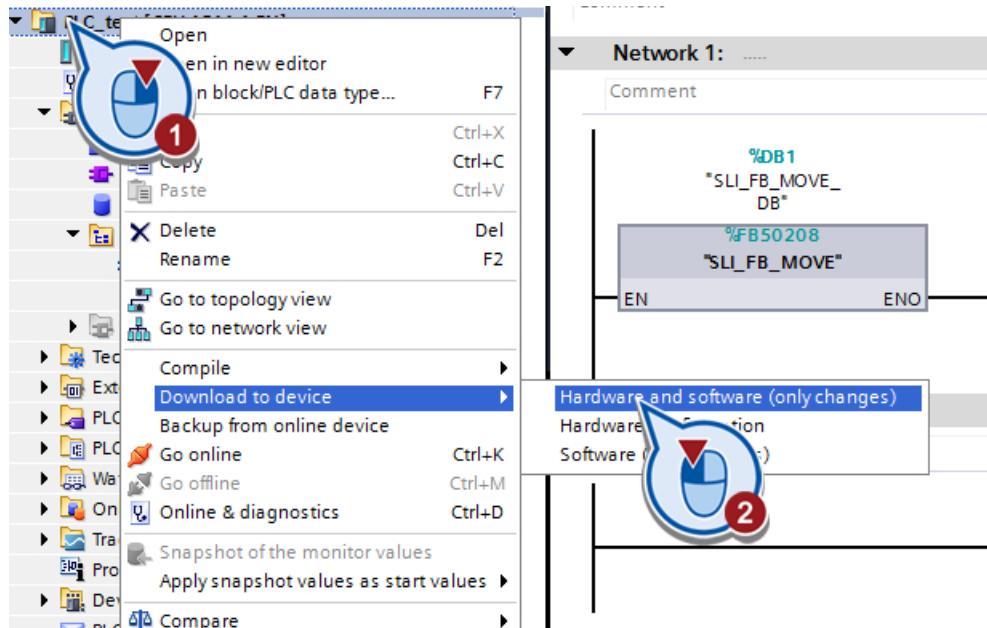 Open
en in new editor
n block/PLC data type... F7
Ctrl+X
Copy Ctrl+C
Paste Ctrl+V
Delete Del
Rename F2
Go to topology view
Go to network view
Compile
Download to device
Backup from online device
Go online Ctrl+K
Go offline Ctrl+M
Online & diagnostics Ctrl+D
Snapshot of the monitor values
Apply snapshot values as start values
Compare
1
Tec
Ext
PLC
PLC
Wa
On
Tra
Pro
Dev
Hardware and software (only changes)
Hardware
Software
2
Network 1: .....
Comment
%DB1
"SLI_FB_MOVE_
DB"
%FB50208
"SLI_FB_MOVE"
EN ENO